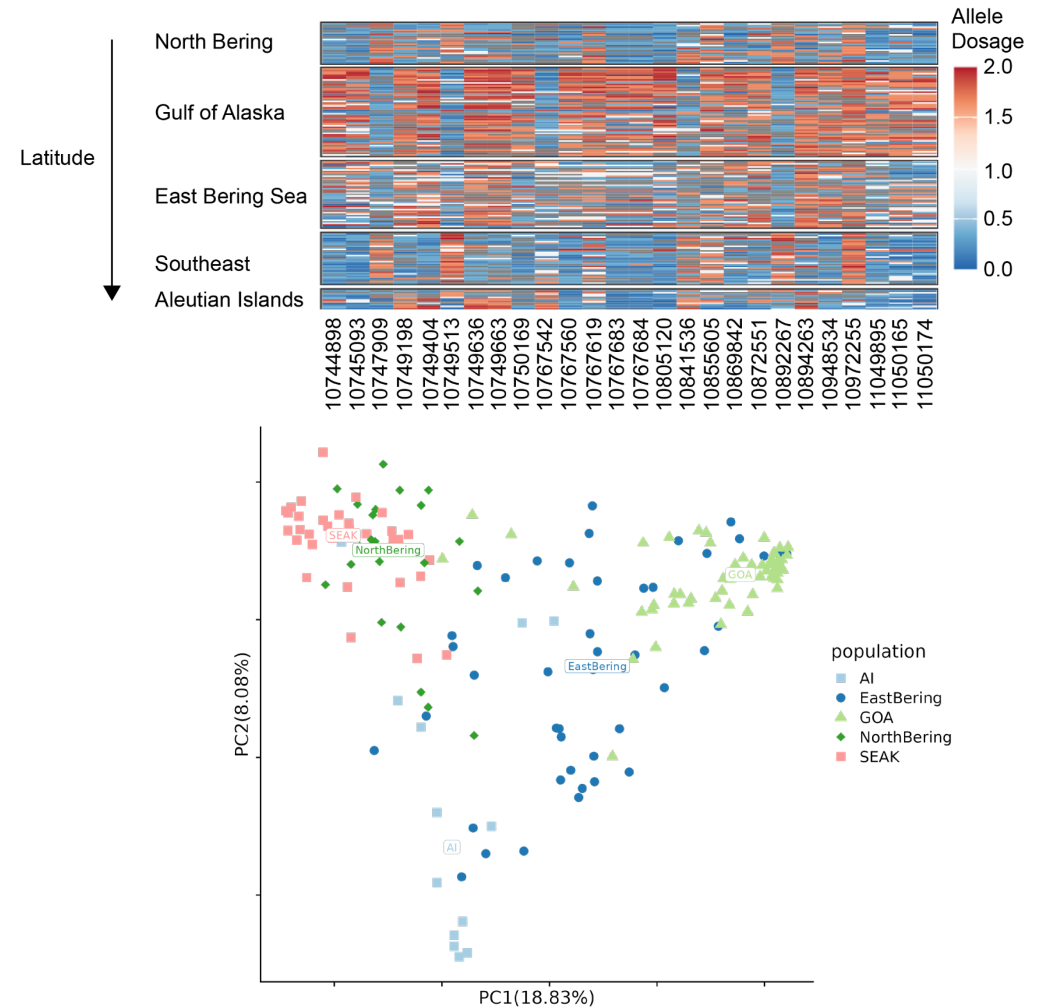 Allele
Dosage
North Bering
Gulf of Alaska
Latitude
East Bering Sea
Southeast
Aleutian Islands
2.0
1.5
1.0
0.5
0.0
10744898
10745093
10747909
10749198
10749404
10749513
10749636
10749663
10750169
10767542
10767560
10767619
10767683
10767684
10805120
10841536
10855605
10869842
10872551
10892267
10894263
10948534
10972255
11049895
11050165
11050174
SEAK
NorthBering
GOA
EastBering
AI
PC2(8.08%)
PC1(18.83%)
population
AI
EastBering
GOA
NorthBering
SEAK